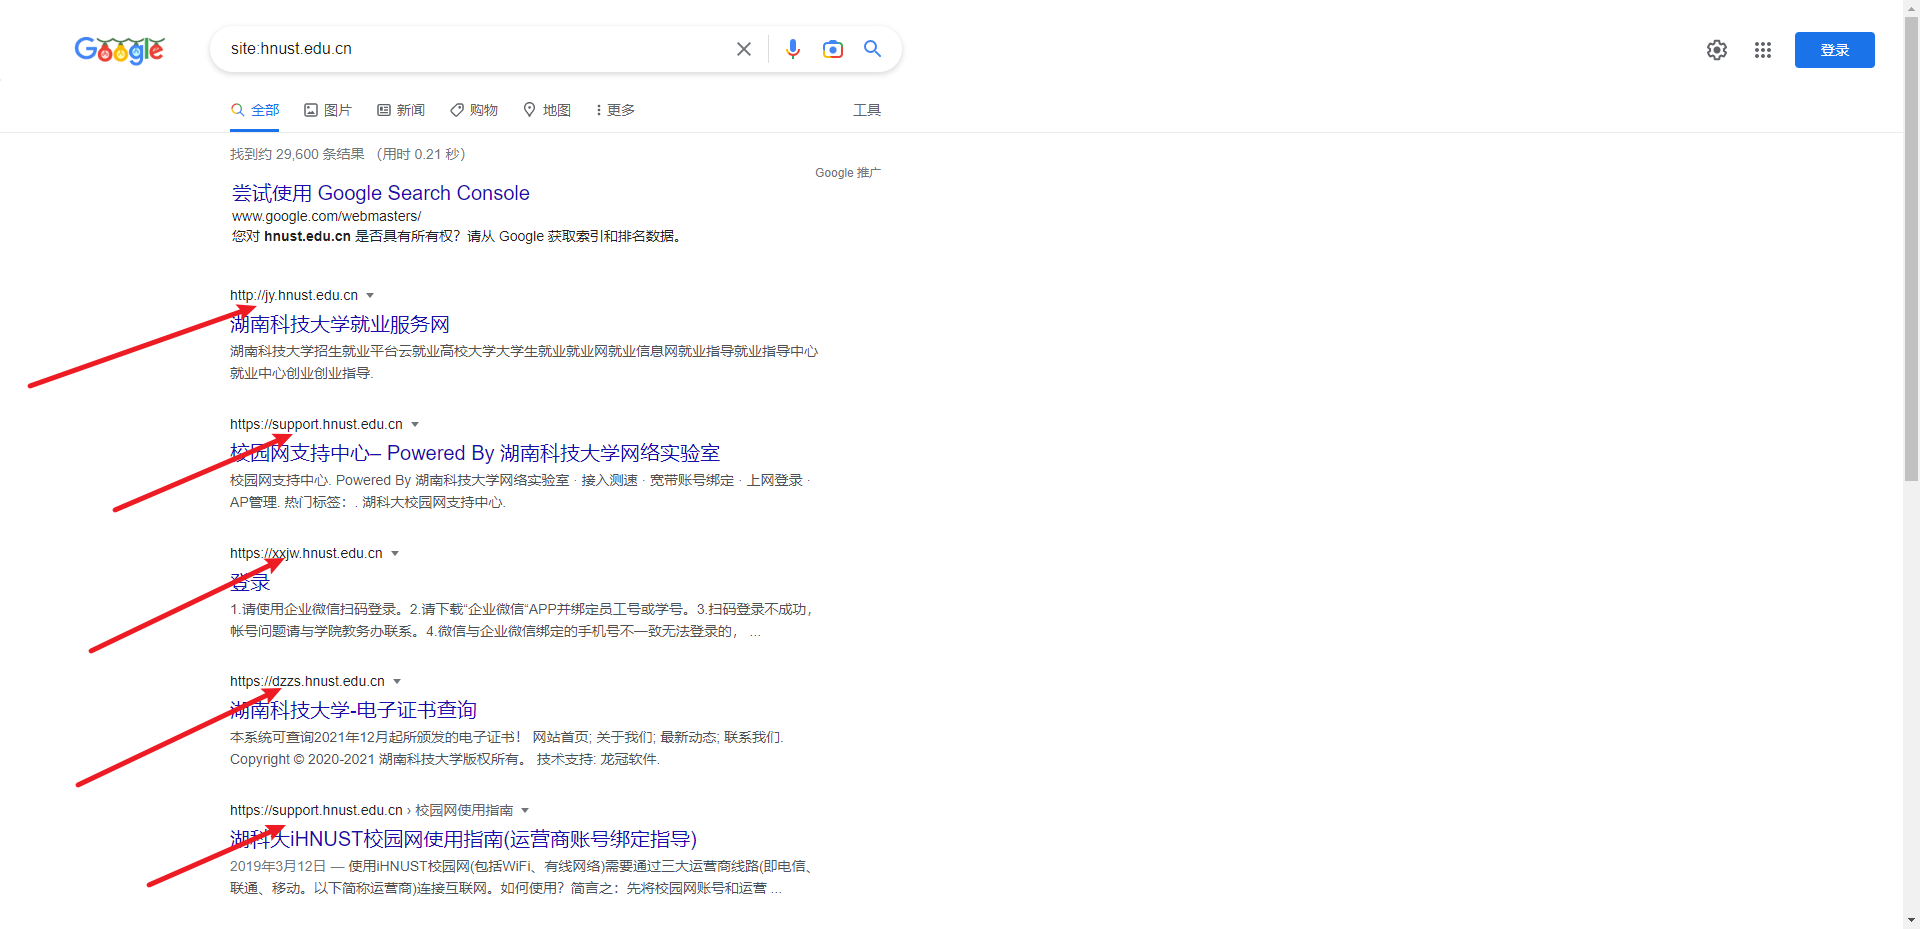 Google
site:hnust.edu.cn
登录
全部 图片 新闻 购物 地图 更多 工具
找到约 29,600 条结果 （用时 0.21 秒）
Google 推广
尝试使用 Google Search Console
www.google.com/webmasters/
您对 hnust.edu.cn 是否具有所有权？请从 Google 获取索引和排名数据。
http://jy.hnust.edu.cn
湖南科技大学就业服务网
湖南科技大学招生就业平台云就业高校大学大学生就业就业网就业信息网就业指导就业指导中心
就业中心创业创业指导.
https://support.hnust.edu.cn
校园网支持中心– Powered By 湖南科技大学网络实验室
校园网支持中心. Powered By 湖南科技大学网络实验室 · 接入测速 · 宽带账号绑定 · 上网登录 ·
AP管理. 热门标签：. 湖科大校园网支持中心.
https://xxjw.hnust.edu.cn
登录
1.请使用企业微信扫码登录。2.请下载“企业微信“APP并绑定员工号或学号。3.扫码登录不成功，
帐号问题请与学院教务办联系。4.微信与企业微信绑定的手机号不一致无法登录的， ...
https://dzzs.hnust.edu.cn
湖南科技大学-电子证书查询
本系统可查询2021年12月起所颁发的电子证书！ 网站首页; 关于我们; 最新动态; 联系我们.
Copyright © 2020-2021 湖南科技大学版权所有。 技术支持: 龙冠软件.
https://support.hnust.edu.cn › 校园网使用指南
湖科大iHNUST校园网使用指南(运营商账号绑定指导)
2019年3月12日 — 使用iHNUST校园网(包括WiFi、有线网络)需要通过三大运营商线路(即电信、
联通、移动。以下简称运营商)连接互联网。如何使用？简言之：先将校园网账号和运营 ...